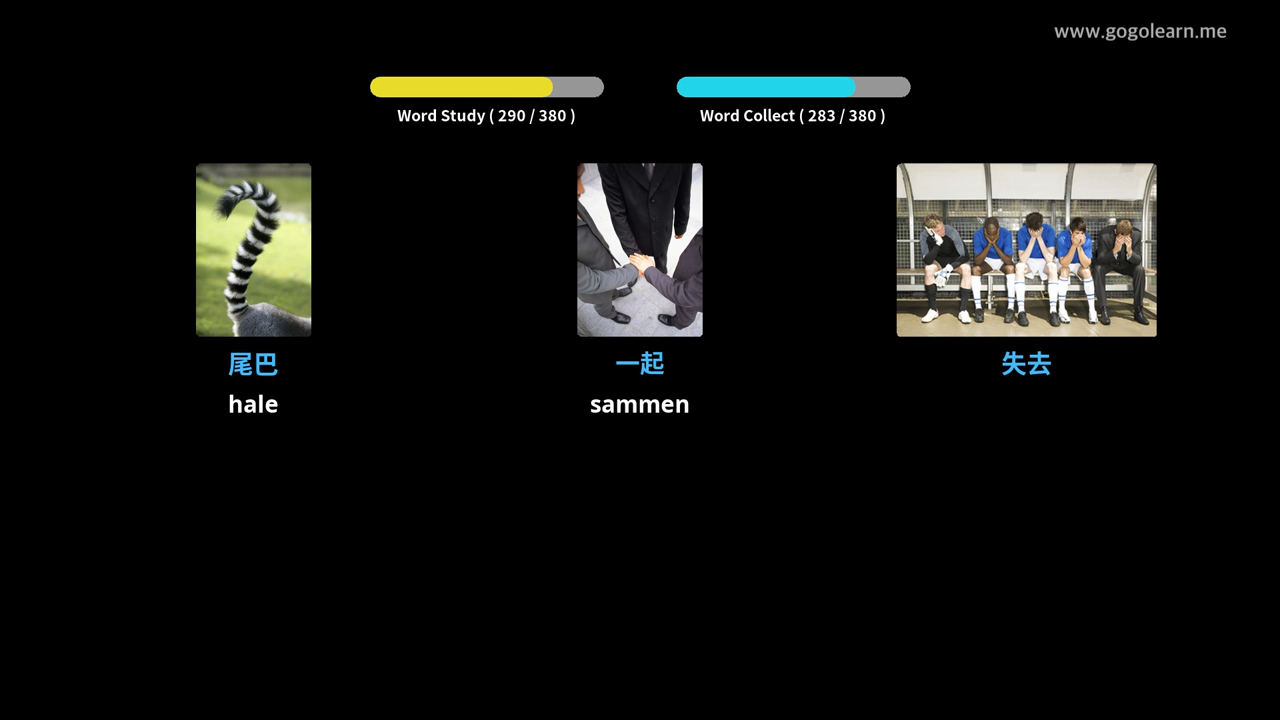 www.gogolearn.me
Word Study ( 290 / 380 )
Word Collect ( 283 / 380 )
尾巴
一起
失去
hale
sammen